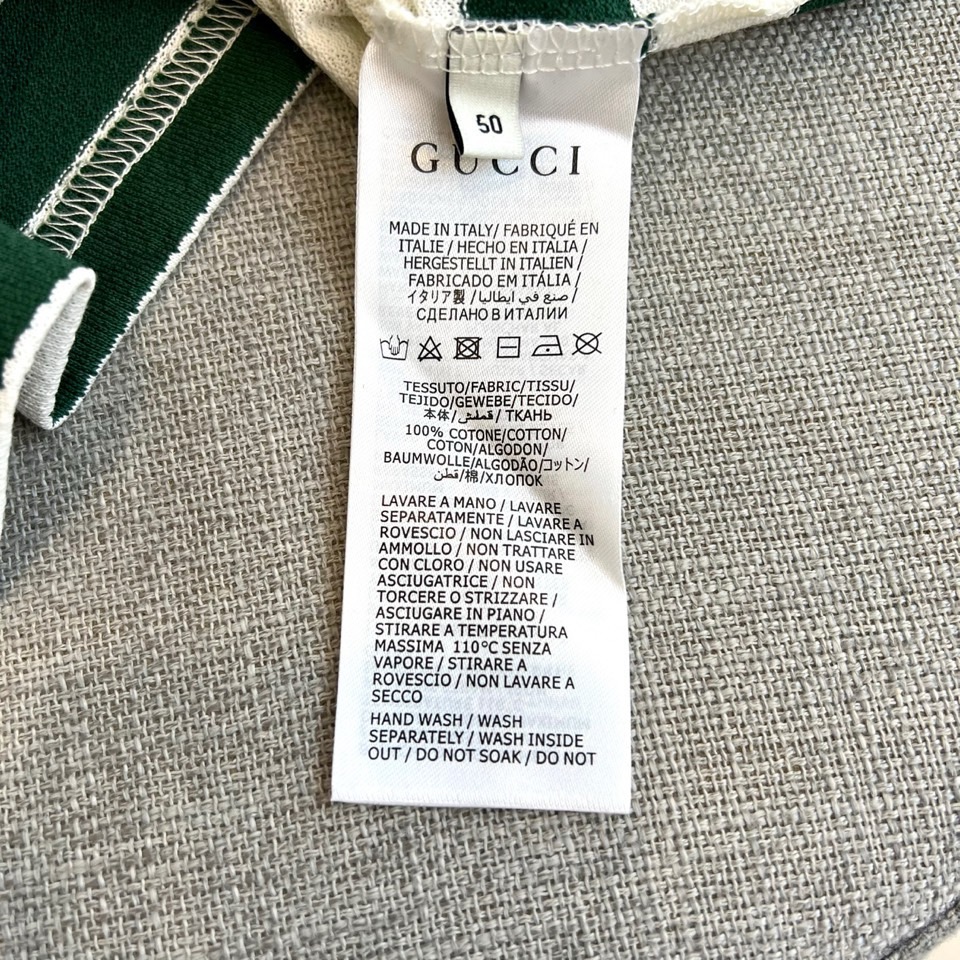 50
GUCCI
MADE IN ITALY/ FABRIQUÉ EN
ITALIE / HECHO EN ITALIA /
HERGESTELLT IN ITALIEN /
FABRICADO EM ITÁLIA /
イタリア製 / صنع في ايطاليا /
СДЕЛАНО В ИТАЛИИ
TESSUTO/FABRIC/TISSU/
TEJIDO/GEWEBE/TECIDO/
本体/قملش/ ТКАНЬ
100% COTONE/COTTON/
COTON/ALGODON/
BAUMWOLLE/ALGODÃO/コットン/
قطن/棉/ХЛОПОК
LAVARE A MANO / LAVARE
SEPARATAMENTE / LAVARE A
ROVESCIO / NON LASCIARE IN
AMMOLLO / NON TRATTARE
CON CLORO / NON USARE
ASCIUGATRICE / NON
TORCERE O STRIZZARE /
ASCIUGARE IN PIANO /
STIRARE A TEMPERATURA
MASSIMA 110°C SENZA
VAPORE / STIRARE A
ROVESCIO / NON LAVARE A
SECCO
HAND WASH / WASH
SEPARATELY / WASH INSIDE
OUT / DO NOT SOAK / DO NOT